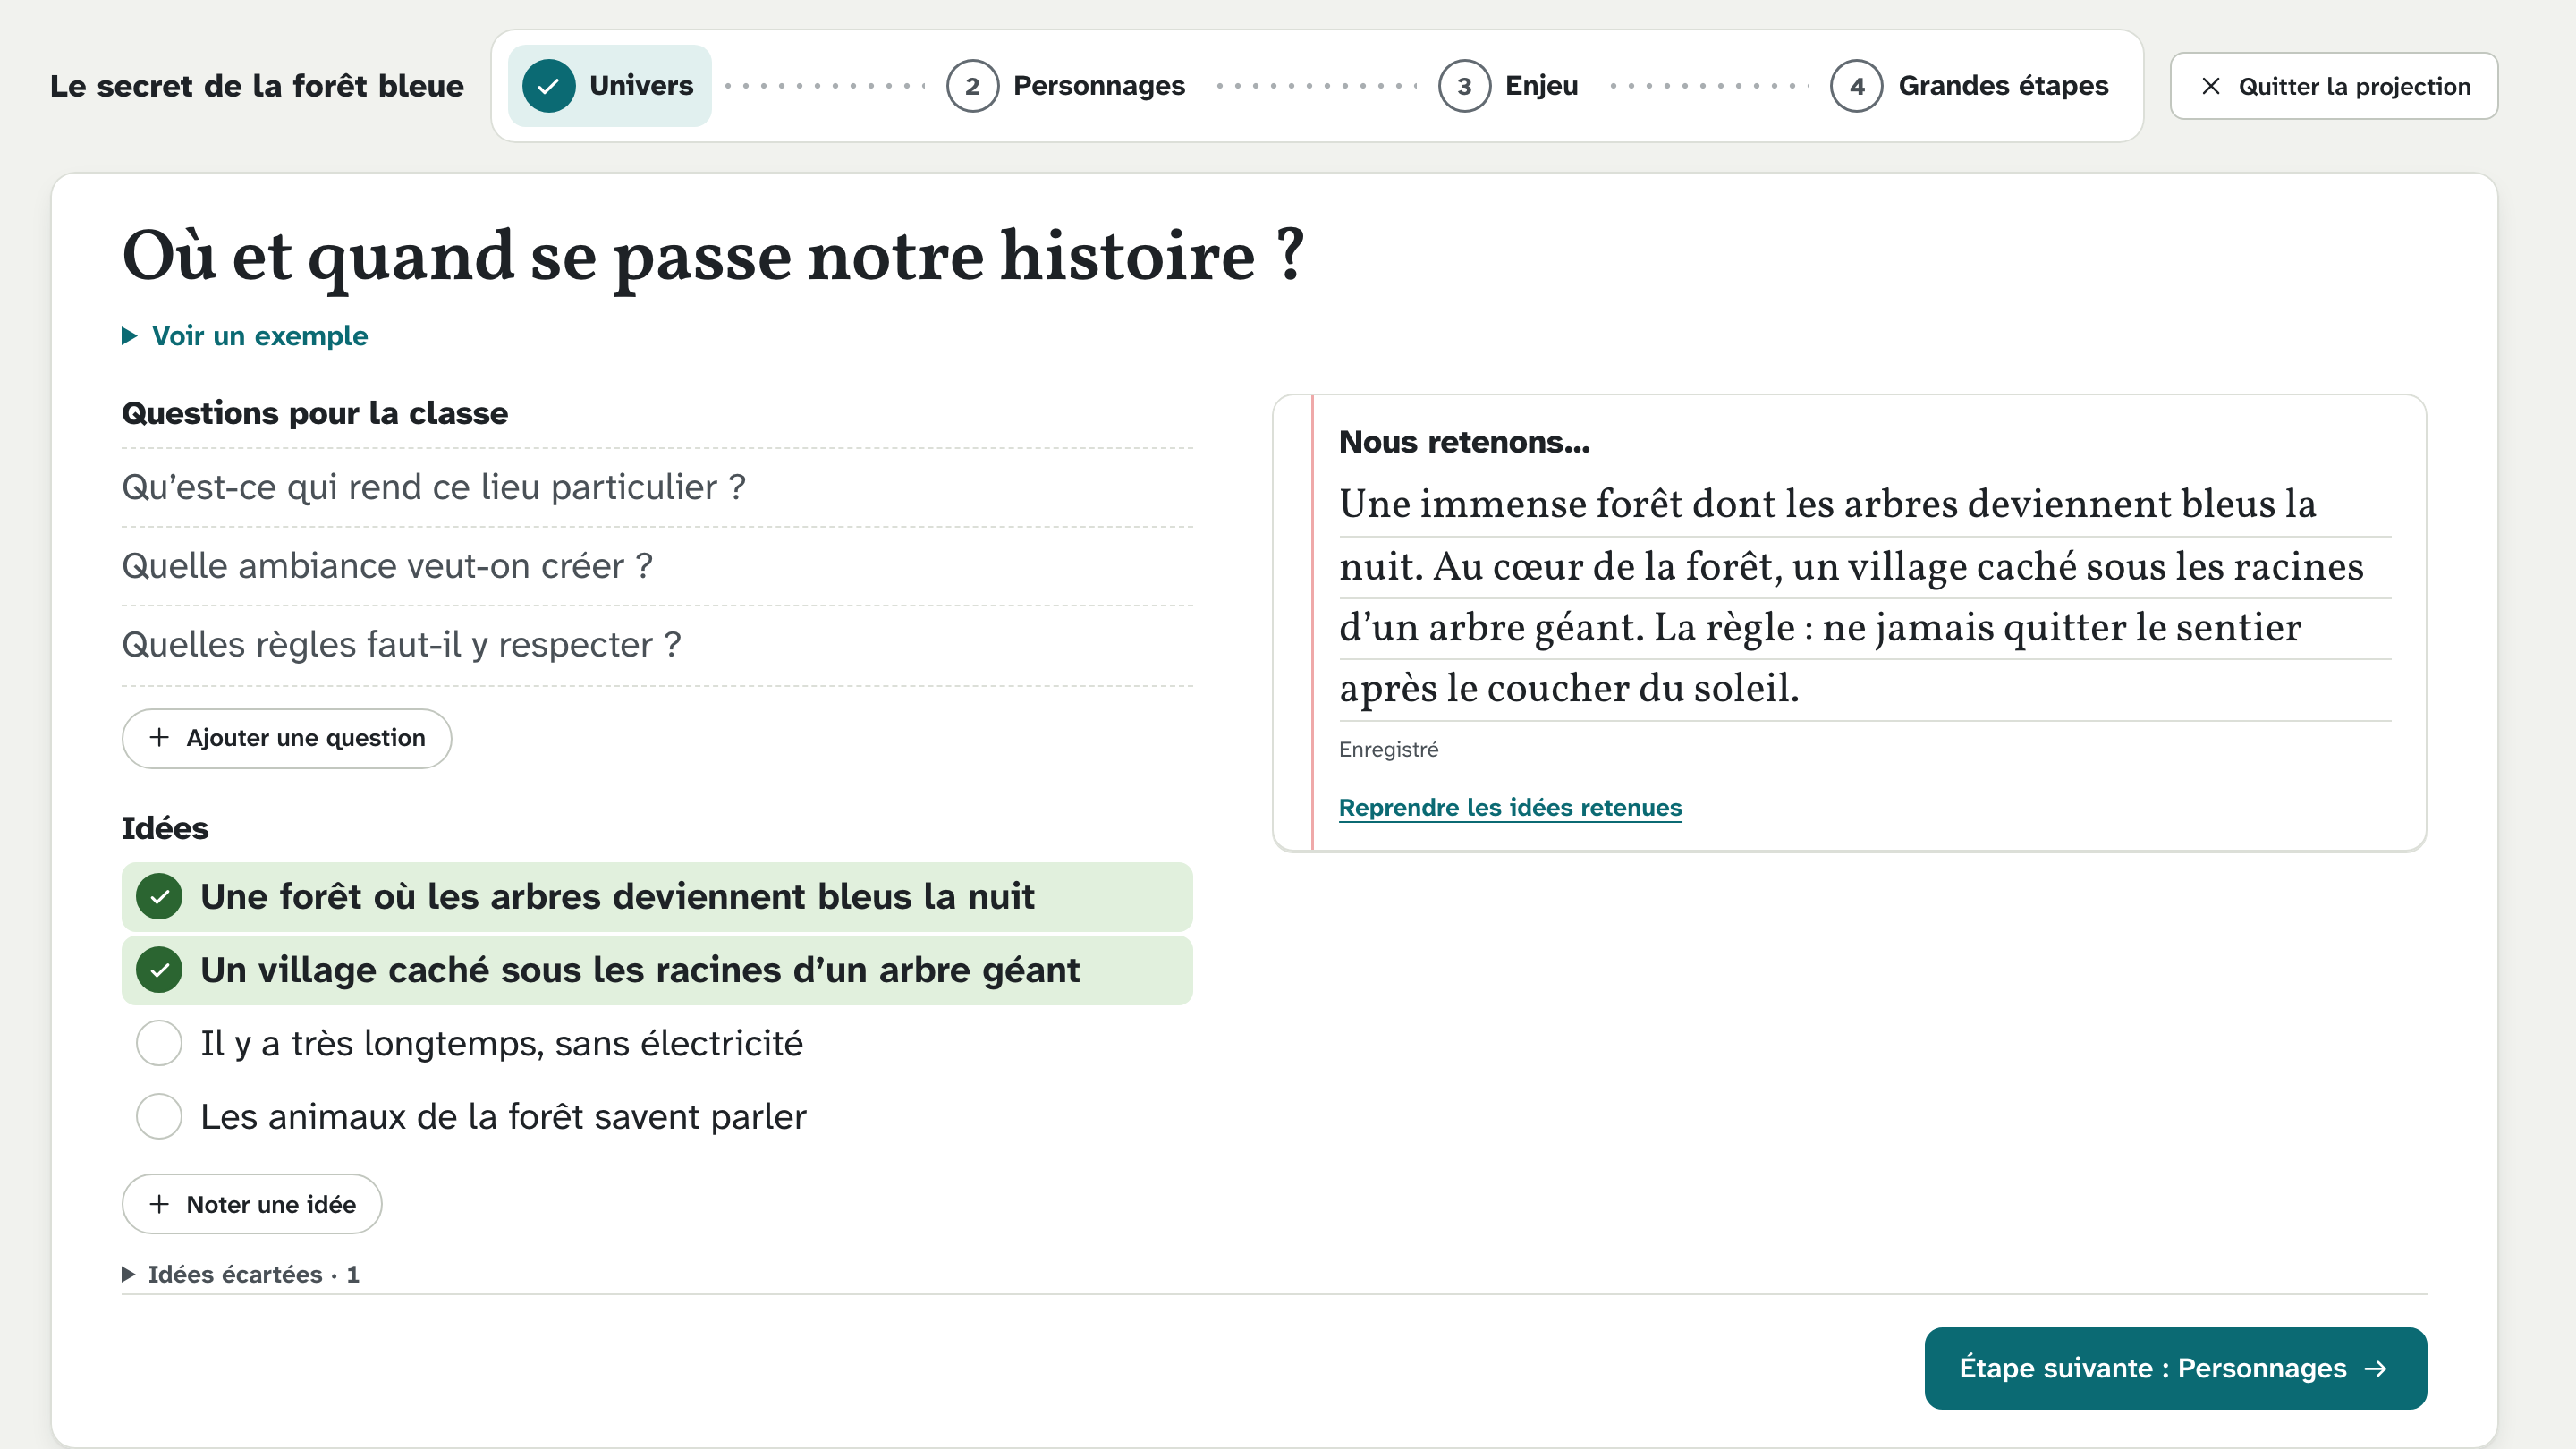 Le secret de la forêt bleue
Univers
2 Personnages
3 Enjeu
4 Grandes étapes
Quitter la projection
Où et quand se passe notre histoire ?
Voir un exemple
Questions pour la classe
Qu’est-ce qui rend ce lieu particulier ?
Quelle ambiance veut-on créer ?
Quelles règles faut-il y respecter ?
Ajouter une question
Idées
Une forêt où les arbres deviennent bleus la nuit
Un village caché sous les racines d’un arbre géant
Il y a très longtemps, sans électricité
Les animaux de la forêt savent parler
Noter une idée
Idées écartées · 1
Nous retenons...
Une immense forêt dont les arbres deviennent bleus la
nuit. Au cœur de la forêt, un village caché sous les racines
d’un arbre géant. La règle : ne jamais quitter le sentier
après le coucher du soleil.
Enregistré
Reprendre les idées retenues
Étape suivante : Personnages →